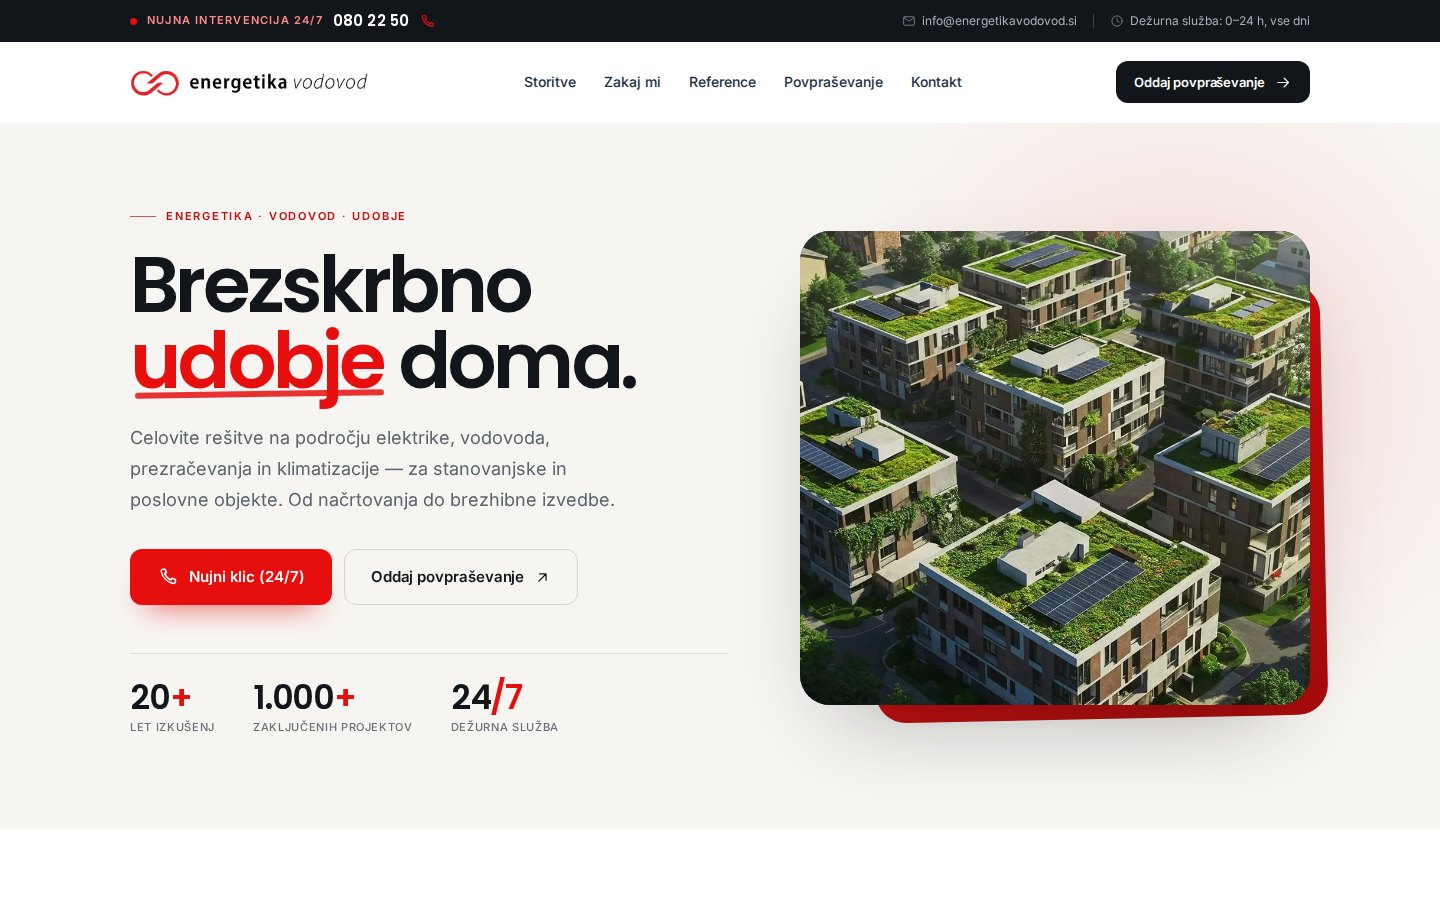 NUJNA INTERVENCIJA 24/7 080 22 50
info@energetikavodovod.si
Dežurna služba: 0–24 h, vse dni
energetika vodovod
Storitve
Zakaj mi
Reference
Povpraševanje
Kontakt
Oddaj povpraševanje
ENERGETIKA · VODOVOD · UDOBJE
Brezskrbno
udobje doma.
Celovite rešitve na področju elektrike, vodovoda,
prezračevanja in klimatizacije — za stanovanjske in
poslovne objekte. Od načrtovanja do brezhibne izvedbe.
Nujni klic (24/7)
Oddaj povpraševanje
20+
LET IZKUŠENJ
1.000+
ZAKLJUČENIH PROJEKTOV
24/7
DEŽURNA SLUŽBA